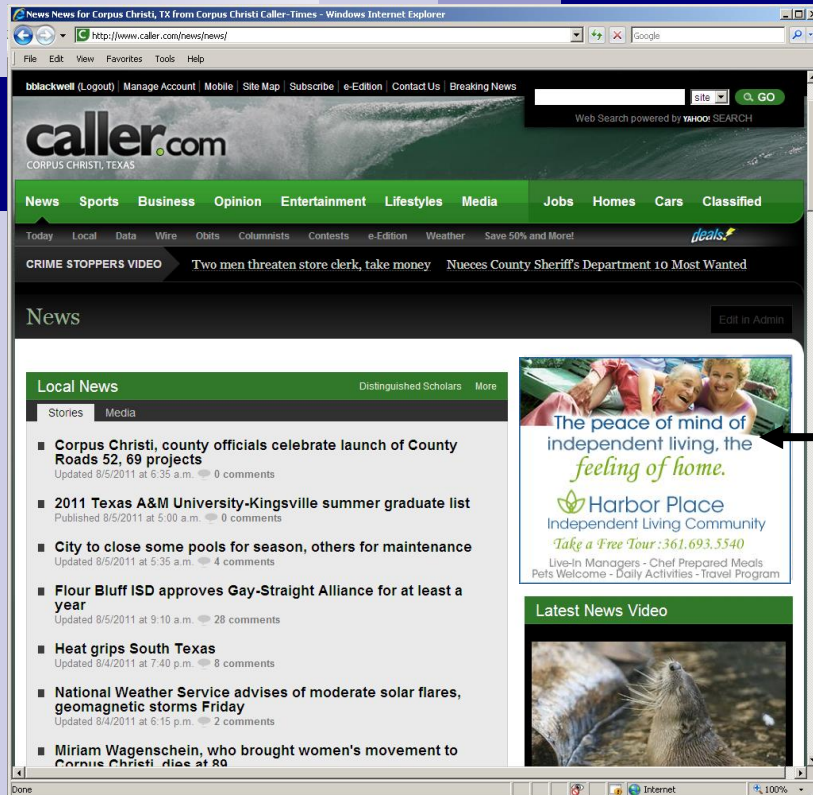 News News for Corpus Christi, TX from Corpus Christi Caller-Times - Windows Internet Explorer
http://www.caller.com/news/news/
Google
File Edit View Favorites Tools Help
bblackwell (Logout) | Manage Account | Mobile | Site Map | Subscribe | e-Edition | Contact Us | Breaking News
site GO
Web Search powered by YAHOO! SEARCH
caller.com
CORPUS CHRISTI, TEXAS
News Sports Business Opinion Entertainment Lifestyles Media Jobs Homes Cars Classified
Today Local Data Wire Obits Columnists Contests e-Edition Weather Save 50% and More! deals!
CRIME STOPPERS VIDEO Two men threaten store clerk, take money Nueces County Sheriff's Department 10 Most Wanted
News
Edit in Admin
Local News Distinguished Scholars More
Stories Media
Corpus Christi, county officials celebrate launch of County
Roads 52, 69 projects
Updated 8/5/2011 at 6:35 a.m. 0 comments
2011 Texas A&M University-Kingsville summer graduate list
Published 8/5/2011 at 5:00 a.m. 0 comments
City to close some pools for season, others for maintenance
Updated 8/5/2011 at 5:35 a.m. 4 comments
Flour Bluff ISD approves Gay-Straight Alliance for at least a
year
Updated 8/5/2011 at 9:10 a.m. 28 comments
Heat grips South Texas
Updated 8/4/2011 at 7:40 p.m. 8 comments
National Weather Service advises of moderate solar flares,
geomagnetic storms Friday
Updated 8/4/2011 at 6:15 p.m. 2 comments
Miriam Wagenschein, who brought women's movement to
Corpus Christi, dies at 89
The peace of mind of
independent living, the
feeling of home.
Harbor Place
Independent Living Community
Take a Free Tour: 361.693.5540
Live-In Managers - Chef Prepared Meals
Pets Welcome - Daily Activities - Travel Program
Latest News Video
Done Internet 100%